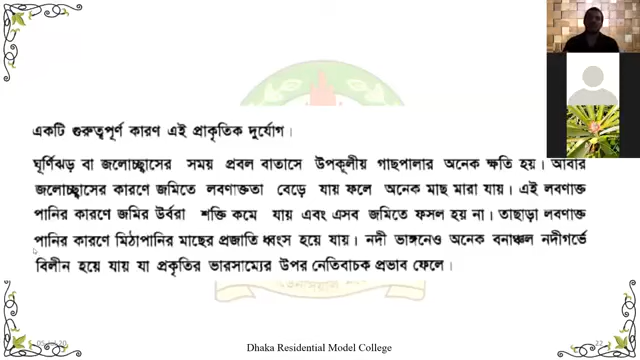 একটি গুরুত্বপূর্ণ কারণ এই প্রাকৃতিক দুর্যোগ।
ঘূর্ণিঝড় বা জলোচ্ছ্বাসের সময় প্রবল বাতাসে উপকূলীয় গাছপালার অনেক ক্ষতি হয়। আবার
জলোচ্ছ্বাসের কারণে জমিতে লবণাক্ততা বেড়ে যায় ফলে অনেক মাছ মারা যায়। এই লবণাক্ত
পানির কারণে জমির উর্বরা শক্তি কমে যায় এবং এসব জমিতে ফসল হয় না। তাছাড়া লবণাক্ত
পানির কারণে মিঠাপানির মাছের প্রজাতি ধ্বংস হয়ে যায়। নদী ভাঙ্গনেও অনেক বনাঞ্চল নদীগর্ভে
বিলীন হয়ে যায় যা প্রকৃতির ভারসাম্যের উপর নেতিবাচক প্রভাব ফেলে।
Dhaka Residential Model College
22